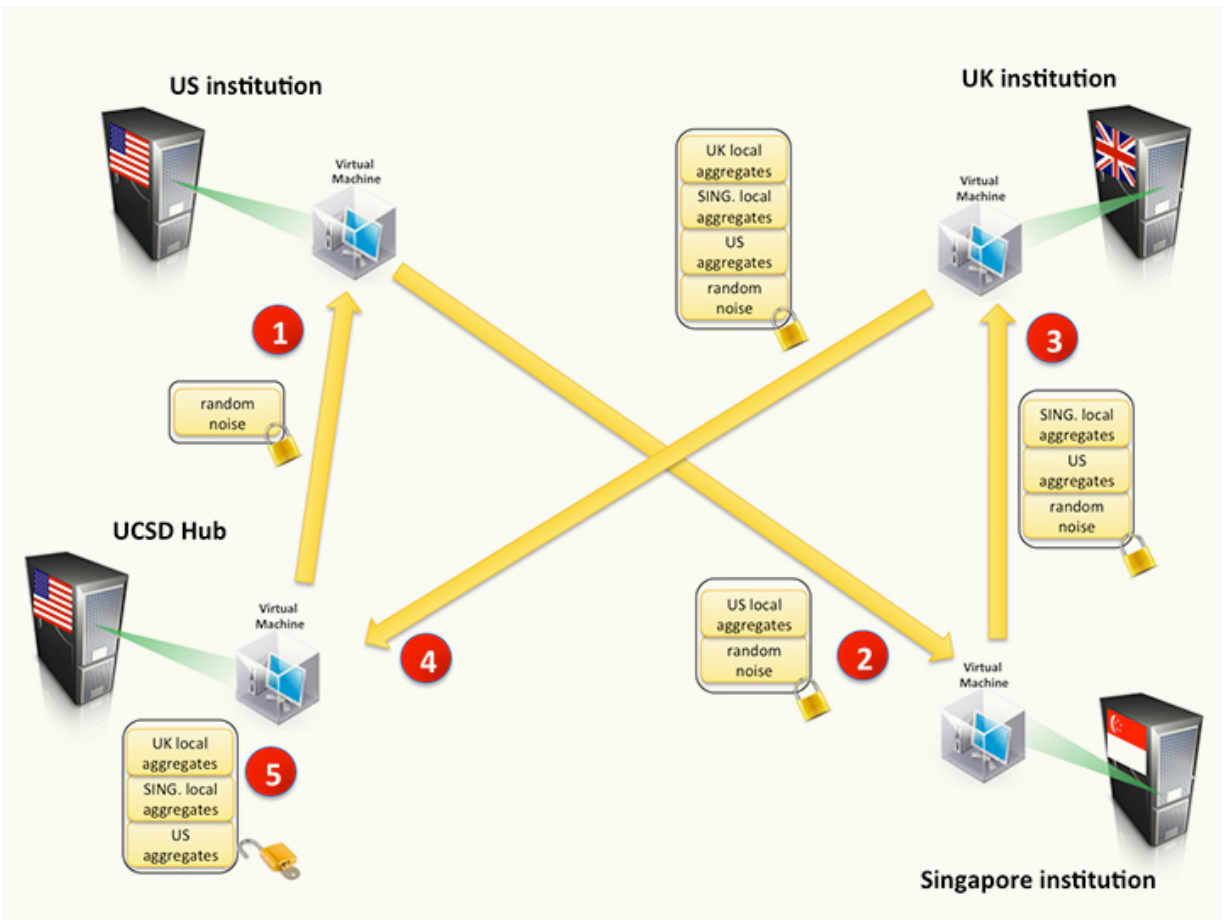 US institution
UK institution
Virtual
Machine
UK local
aggregates
SING. local
aggregates
US
aggregates
random
noise
Virtual
Machine
1
random
noise
3
SING. local
aggregates
US
aggregates
random
noise
UCSD Hub
Virtual
Machine
4
US local
aggregates
random
noise
2
Virtual
Machine
UK local
aggregates
SING. local
aggregates
US
aggregates
5
Singapore institution